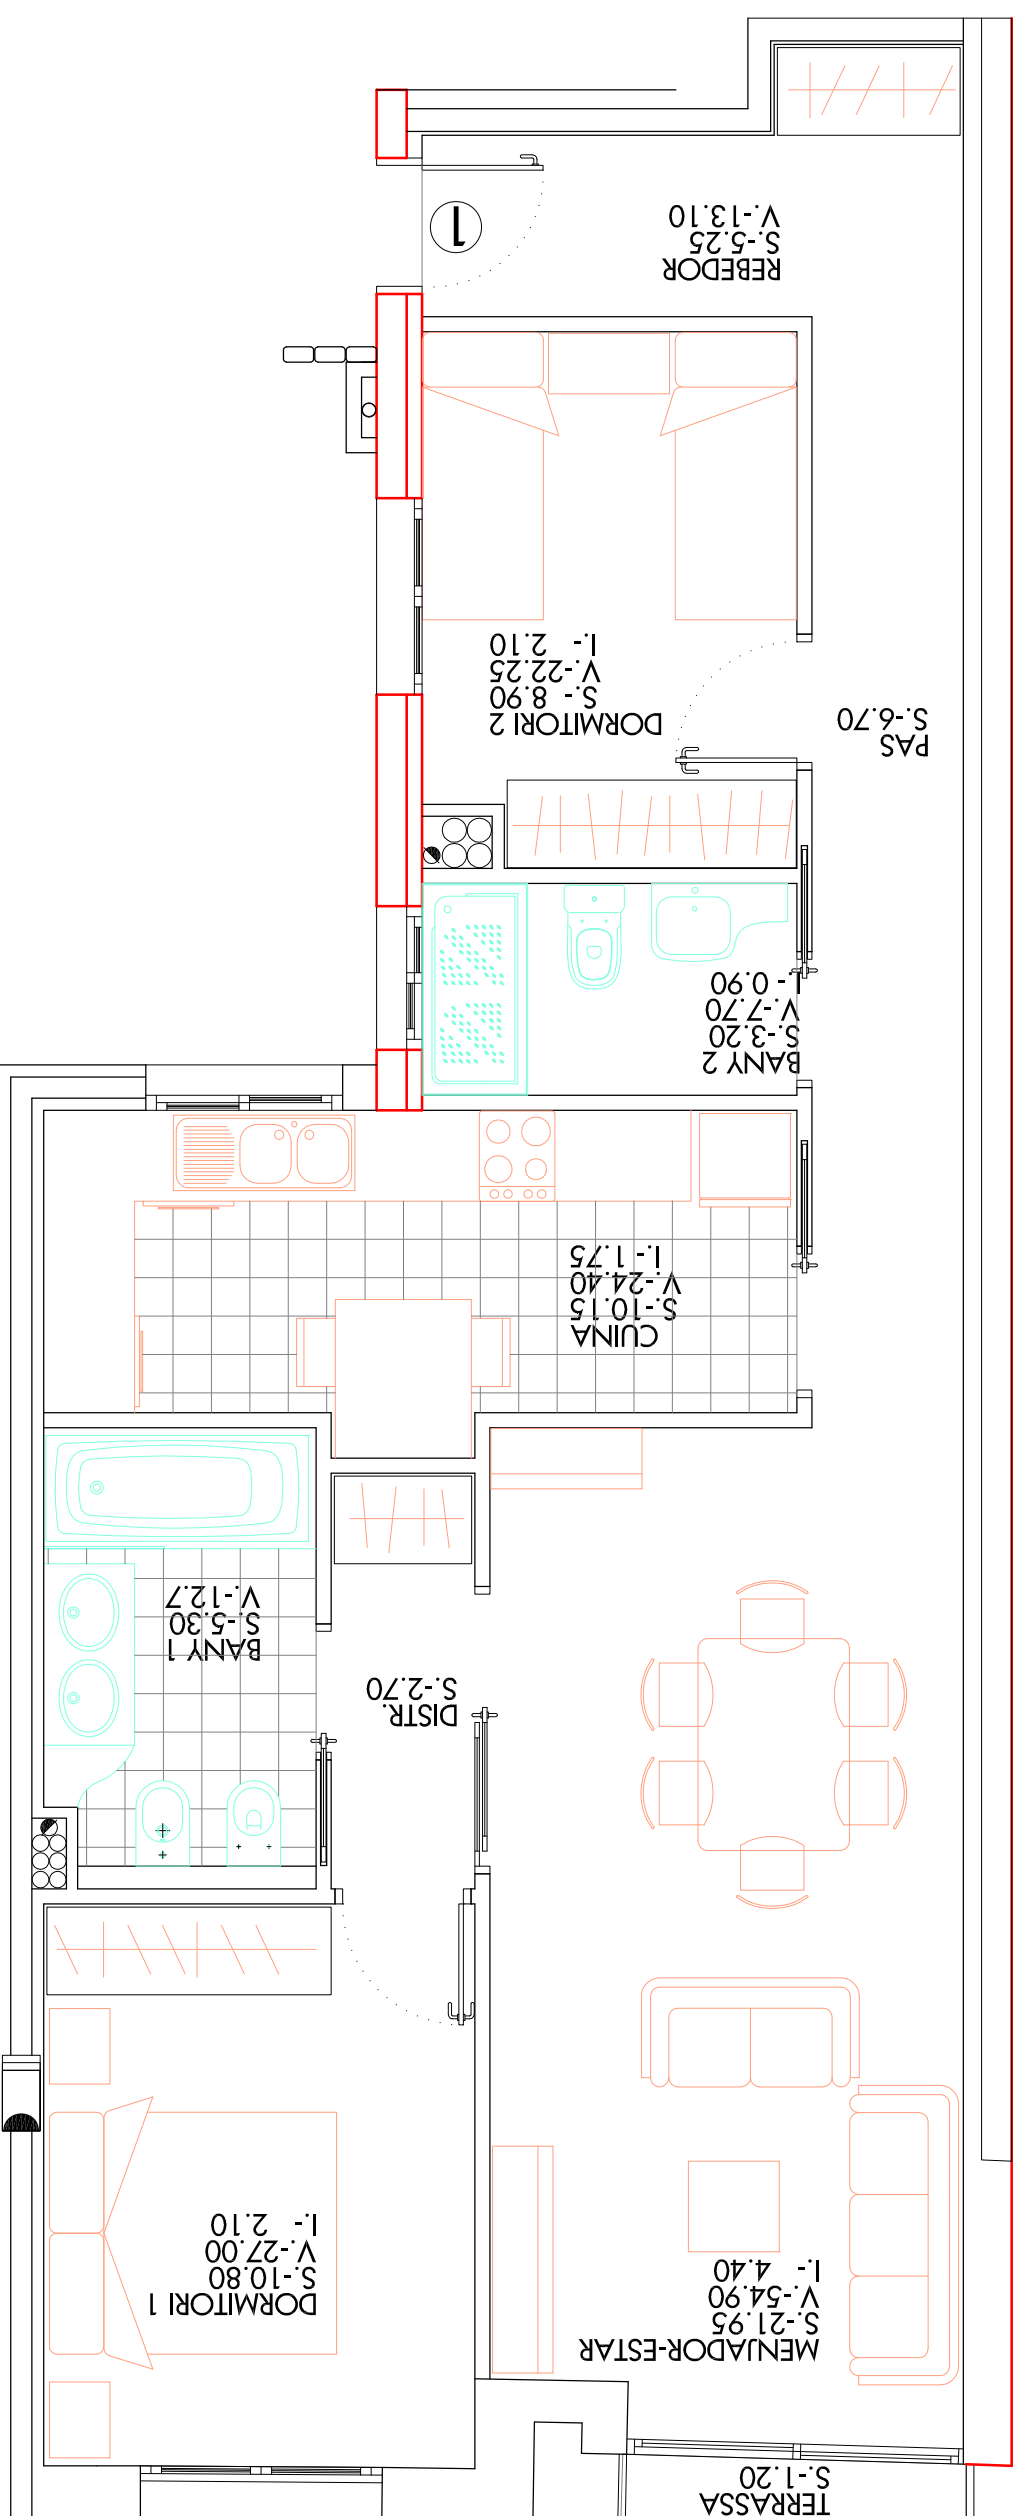 TERRASSA
S.-1.20
MENJADOR-ESTAR
S.-21.95
V.-54.90
I.- 4.40
DORMITORI 1
S.-10.80
V.-27.00
I.- 2.10
DISTR.
S.-2.70
BANY 1
S.-5.30
V.-12.7
CUINA
S.-10.15
V.-24.40
I.- 1.75
BANY 2
S.-3.20
V.-7.70
I.- 0.90
PAS
S.-6.70
DORMITORI 2
S.- 8.90
V.-22.25
I.- 2.10
REBEDOR
S.-5.25
V.-13.10
1